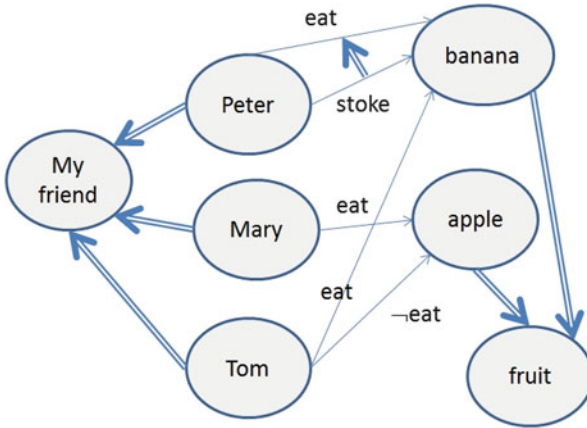 eat
banana
Peter
stoke
My
friend
Mary
eat
apple
eat
¬eat
Tom
fruit